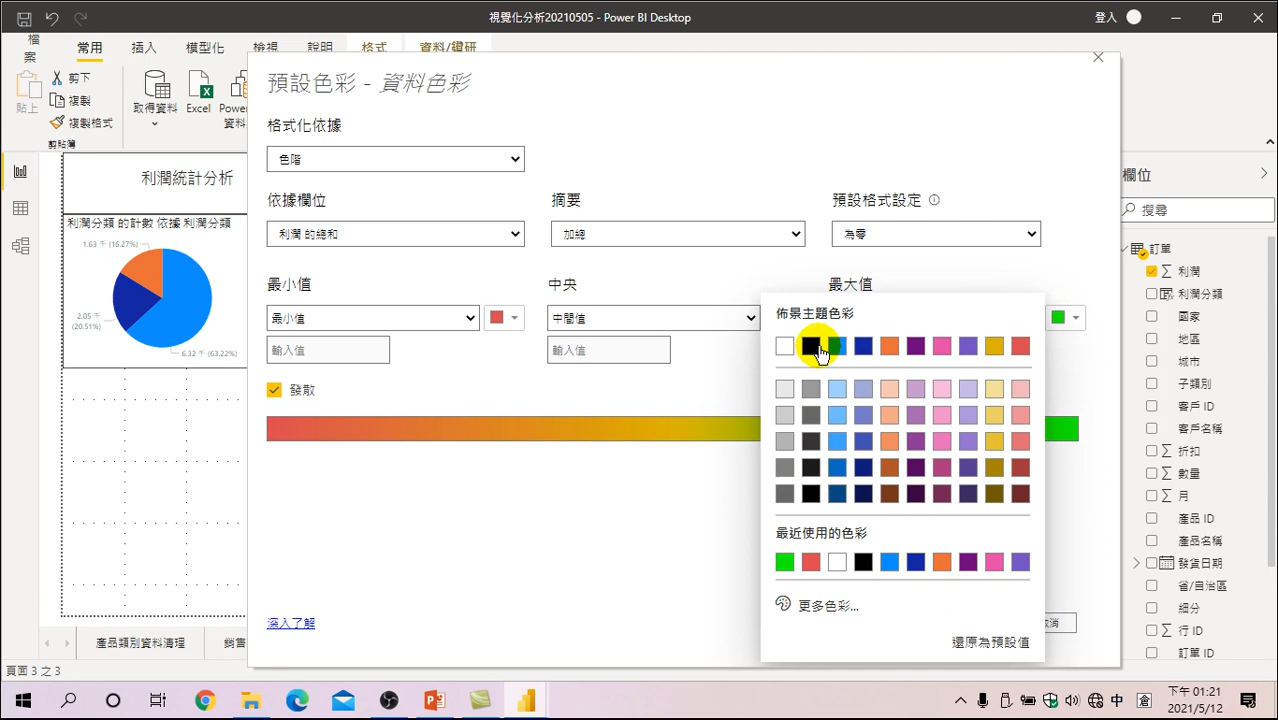 視覺化分析20210505 - Power BI Desktop
登入
檔案
常用
插入
模型化
檢視
說明
格式
資料/鑽研
貼上
剪下
複製
複製格式
剪貼簿
取得資料
Excel
Power
資料
利潤統計分析
利潤分類 的計數 依據 利潤分類
1.63 千 (16.27%)
2.05 千
(20.51%)
6.32 千 (63.22%)
預設色彩 - 資料色彩
格式化依據
色階
依據欄位
摘要
預設格式設定
利潤 的總和
加總
為零
最小值
中央
最大值
最小值
中間值
輸入值
輸入值
發散
深入了解
佈景主題色彩
最近使用的色彩
更多色彩...
還原為預設值
取消
欄位
搜尋
訂單
利潤
利潤分類
國家
地區
城市
子類別
客戶 ID
客戶名稱
折扣
數量
月
產品 ID
產品名稱
發貨日期
省/自治區
細分
行 ID
訂單 ID
產品類別資料清理
銷售
頁面 3 之 3
中
倉
下午 01:21
2021/5/12